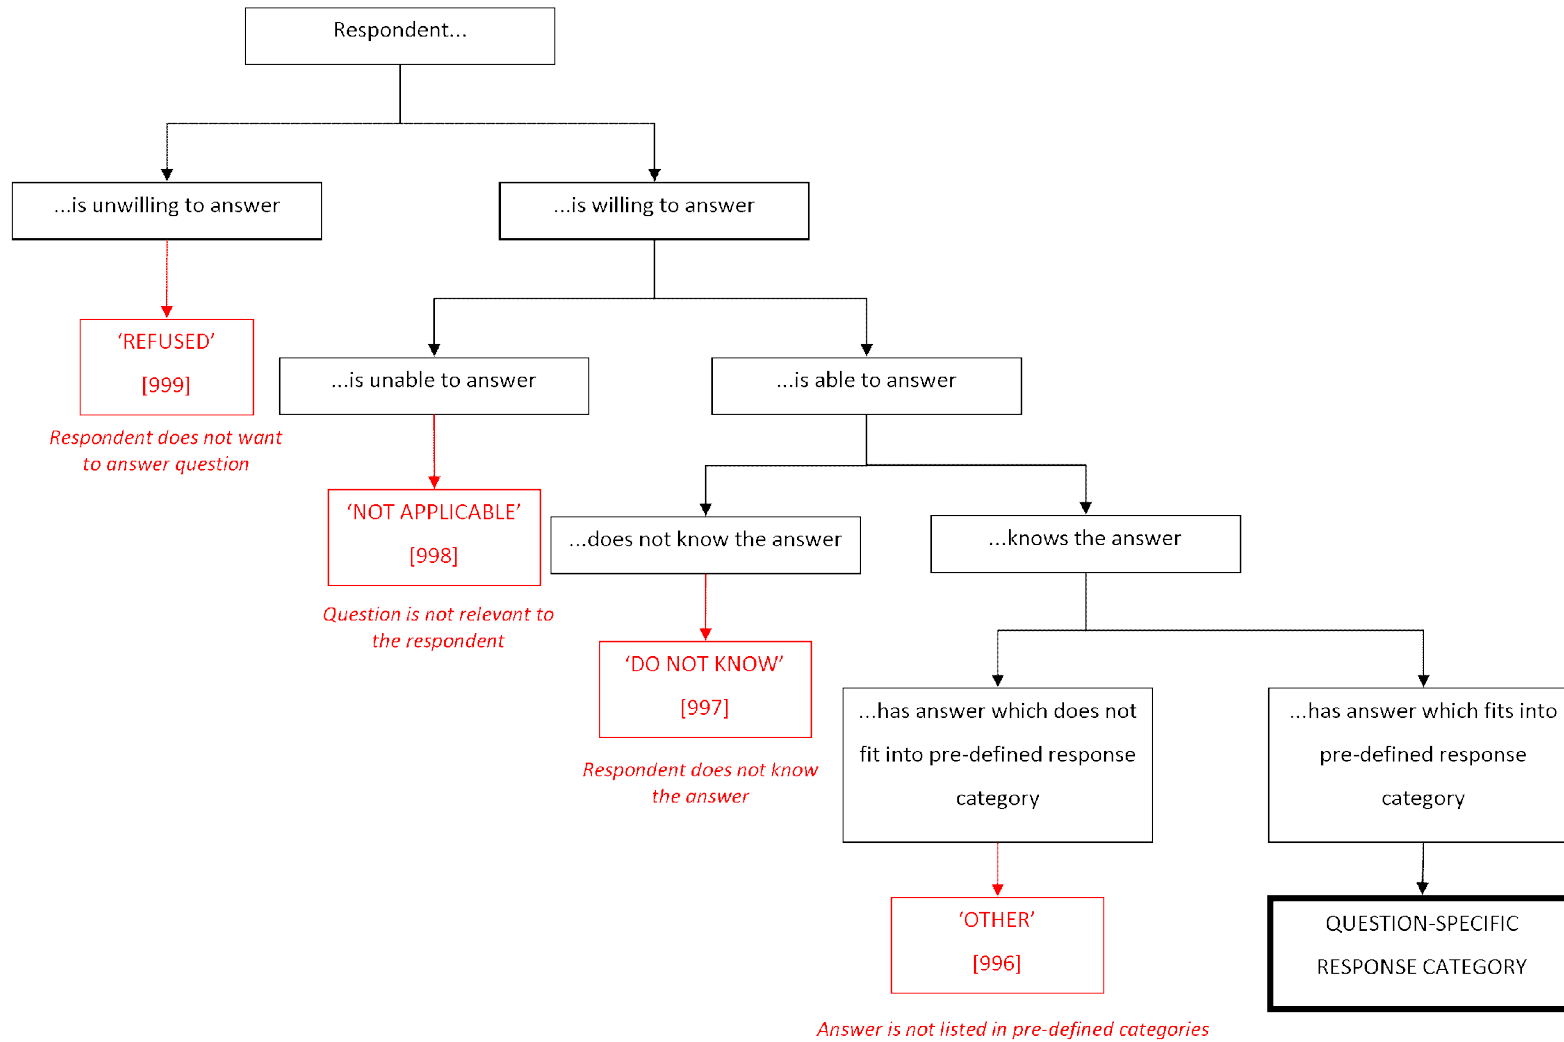 Respondent...
...is unwilling to answer
...is willing to answer
‘REFUSED’
[999]
Respondent does not want
to answer question
...is unable to answer
...is able to answer
‘NOT APPLICABLE’
[998]
Question is not relevant to
the respondent
...does not know the answer
...knows the answer
‘DO NOT KNOW’
[997]
Respondent does not know
the answer
...has answer which does not
fit into pre-defined response
category
...has answer which fits into
pre-defined response
category
‘OTHER’
[996]
Answer is not listed in pre-defined categories
QUESTION-SPECIFIC
RESPONSE CATEGORY